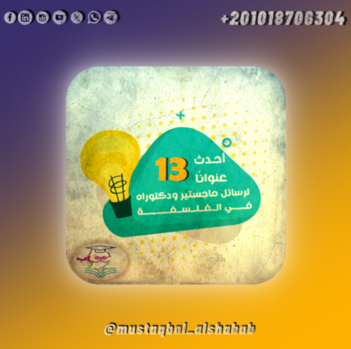 +201018706304
أحدث
13
عنوانًا
لرسائل ماجستير ودكتوراه
في الفلسفة
@mustaqbal_alshabab